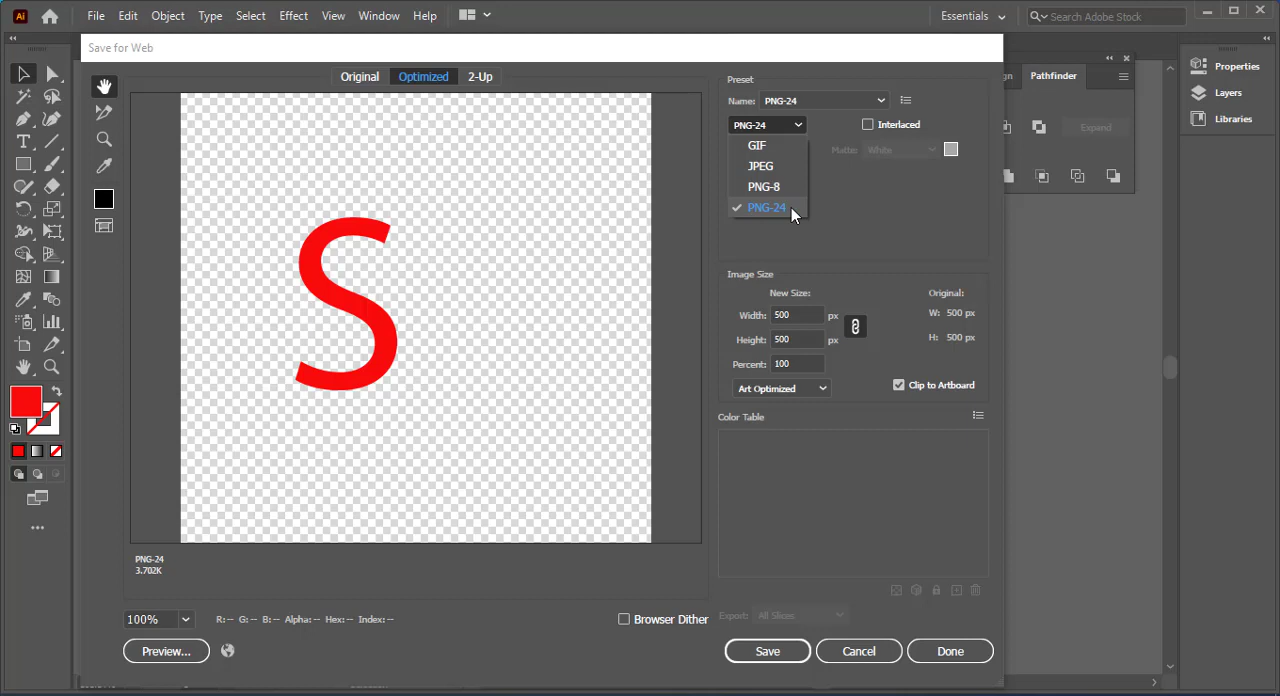 Ai File Edit Object Type Select Effect View Window Help Essentials Search Adobe Stock
Save for Web
Original Optimized 2-Up
Preset
Name: PNG-24
PNG-24 Interlaced
GIF Matte: White
JPEG
PNG-8
PNG-24
S
Image Size
New Size: Original:
Width: 500 px W: 500 px
Height: 500 px H: 500 px
Percent: 100
Art Optimized Clip to Artboard
Color Table
PNG-24
3.702K
100% R: -- G: -- B: -- Alpha: -- Hex: -- Index: -- Browser Dither Export: All Slices
Preview... Save Cancel Done
gn Pathfinder
Expand
Properties
Layers
Libraries